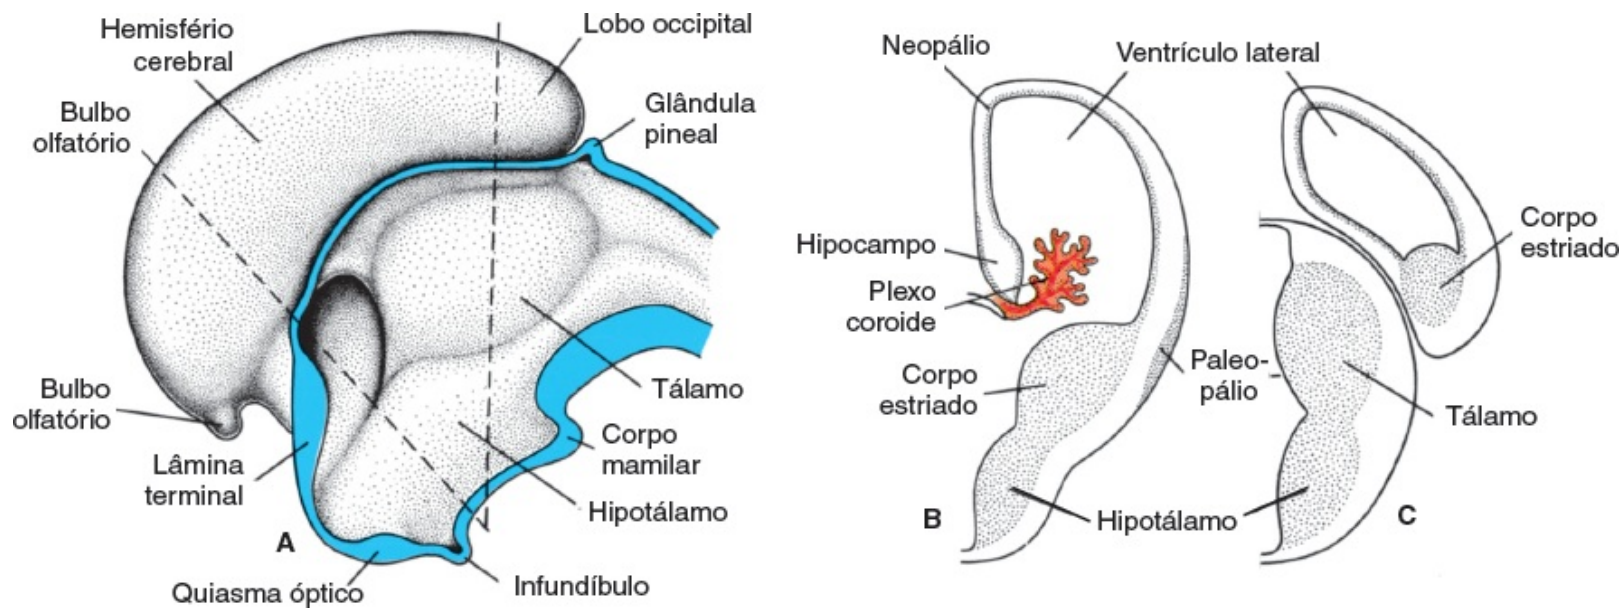 Hemisfério
cerebral
Lobo occipital
Bulbo
olfatório
Glândula
pineal
Bulbo
olfatório
Tálamo
Lâmina
terminal
Corpo
mamilar
Hipotálamo
A
Quiasma óptico
Infundíbulo
Neopálio
Ventrículo lateral
Hipocampo
Plexo
coroide
Corpo
estriado
Corpo
estriado
Paleo-
pálio
Tálamo
B
Hipotálamo
C